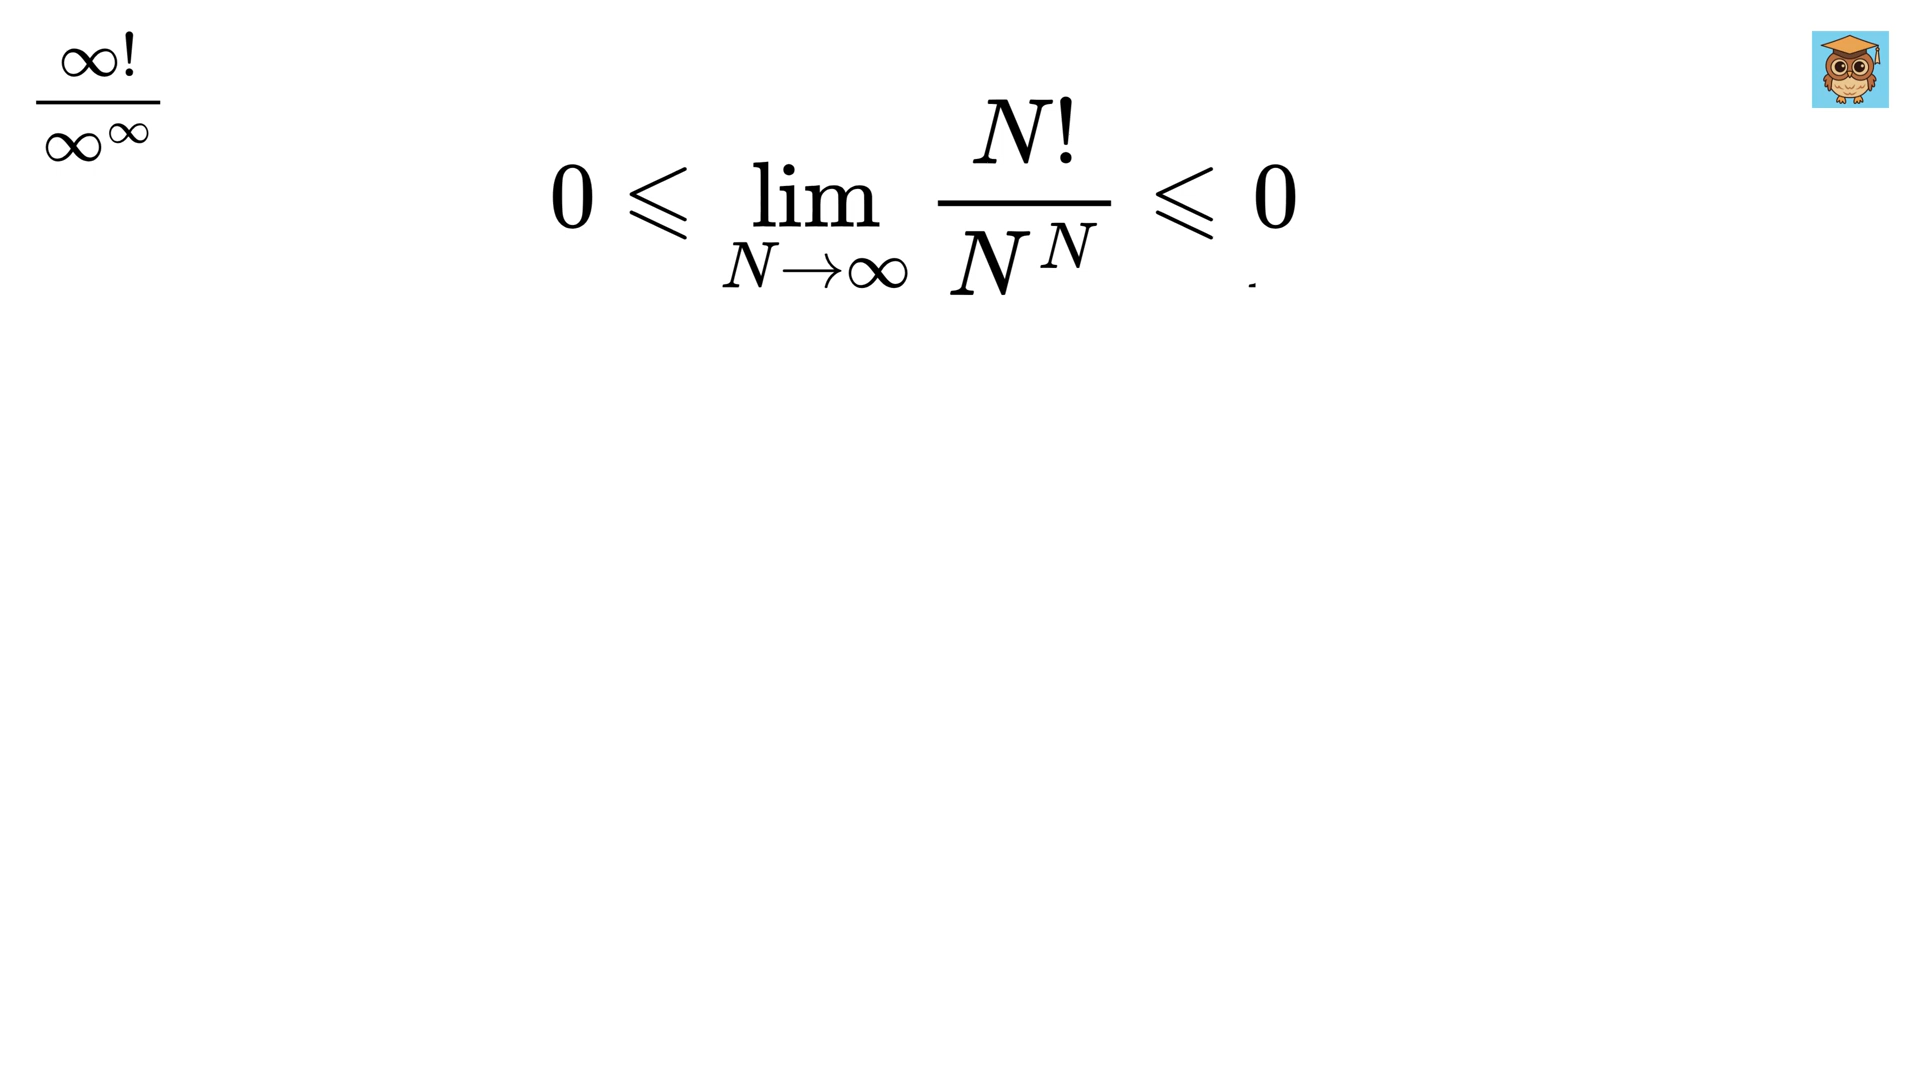 ∞!
∞^∞
0 ⩽ lim_{N→∞} N!/N^N ⩽ 0